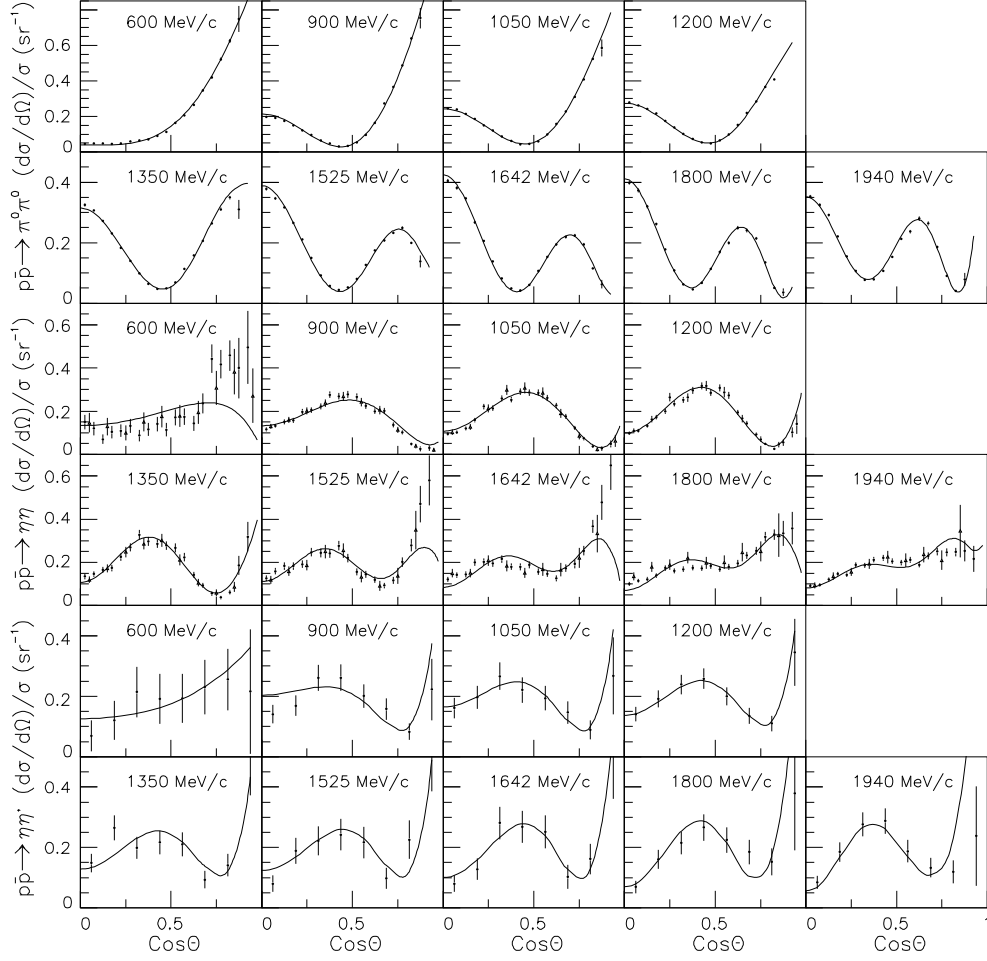 (dσ/dΩ)/σ (sr⁻¹)
600 MeV/c 900 MeV/c 1050 MeV/c 1200 MeV/c
0.8
0.6
0.4
0.2
0
pp̄→π⁰π⁰
1350 MeV/c 1525 MeV/c 1642 MeV/c 1800 MeV/c 1940 MeV/c
0.4
0.2
0
(dσ/dΩ)/σ (sr⁻¹)
600 MeV/c 900 MeV/c 1050 MeV/c 1200 MeV/c
0.6
0.4
0.2
0
pp̄→ηη
1350 MeV/c 1525 MeV/c 1642 MeV/c 1800 MeV/c 1940 MeV/c
0.6
0.4
0.2
0
(dσ/dΩ)/σ (sr⁻¹)
600 MeV/c 900 MeV/c 1050 MeV/c 1200 MeV/c
0.4
0.2
0
pp̄→ηη'
1350 MeV/c 1525 MeV/c 1642 MeV/c 1800 MeV/c 1940 MeV/c
0.4
0.2
0
0 0.5 0 0.5 0 0.5 0 0.5 0 0.5 1
CosΘ CosΘ CosΘ CosΘ CosΘ